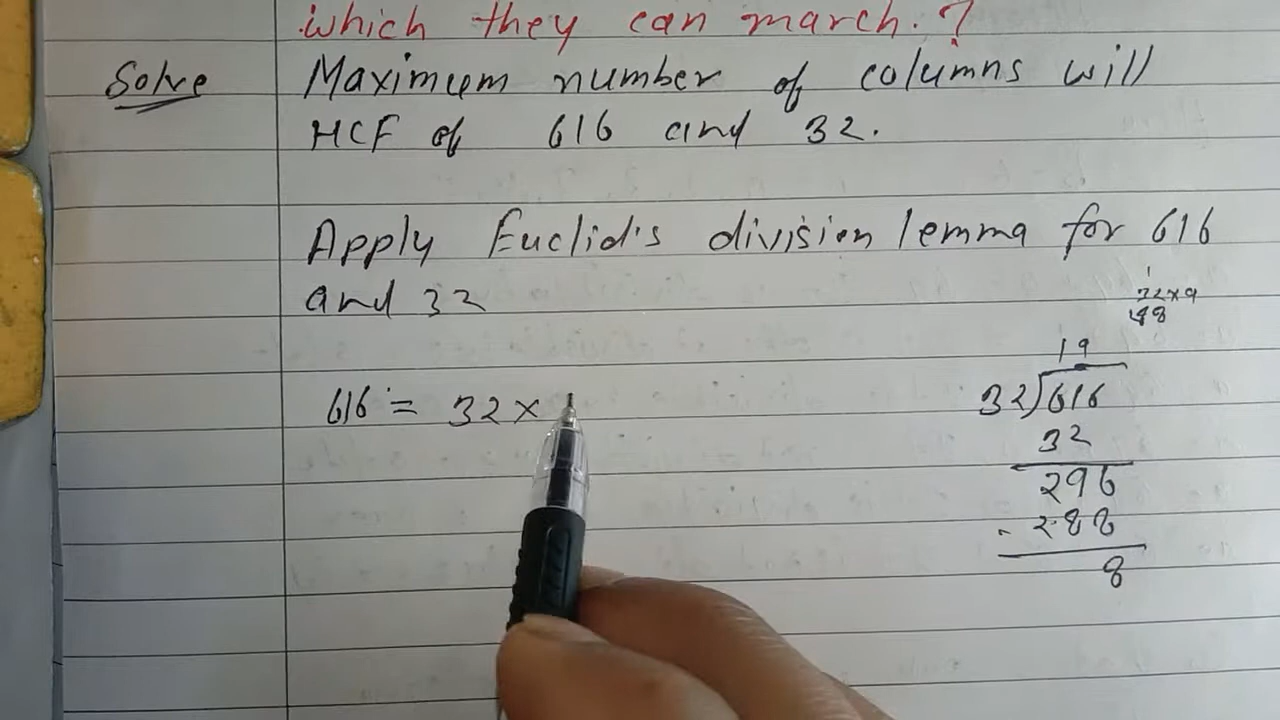 which they can march.?
Solve
Maximum number of columns will
HCF of 616 and 32.
Apply Euclid's division lemma for 616
and 32
616 = 32 × 1
19
32)616
32
296
- 288
8